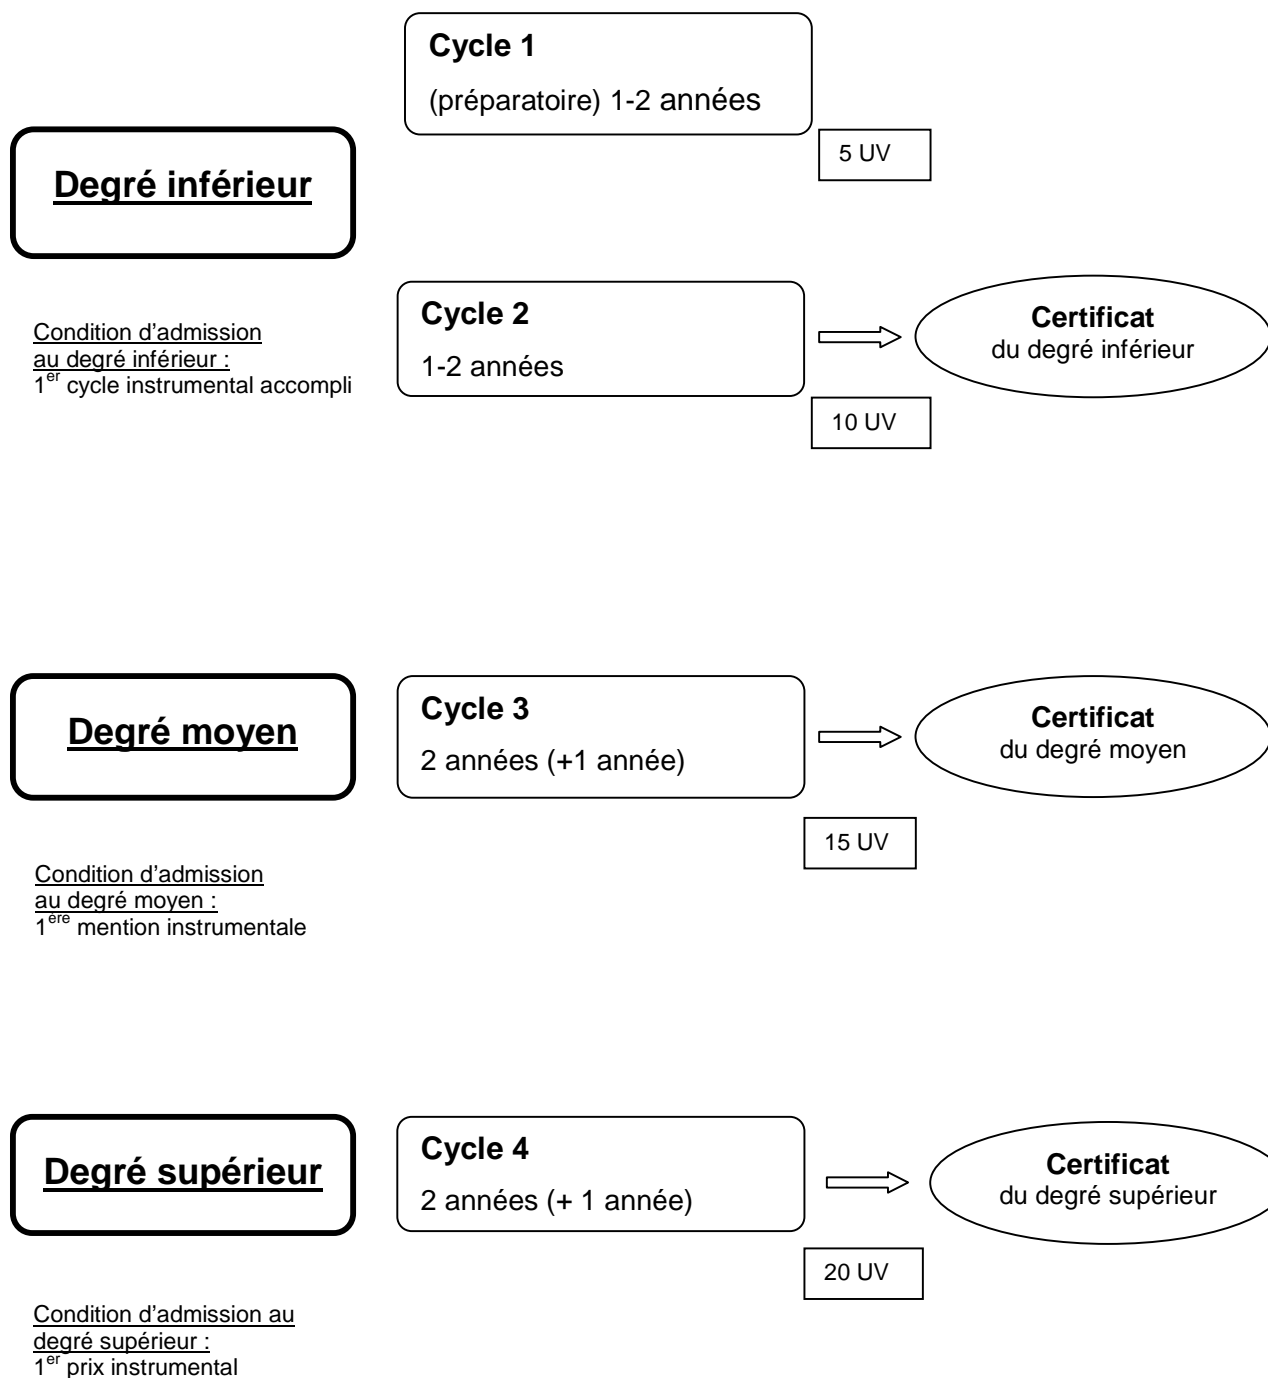 Cycle 1
(préparatoire) 1-2 années
5 UV
Degré inférieur
Condition d’admission
au degré inférieur :
1er cycle instrumental accompli
Cycle 2
1-2 années
10 UV
Certificat
du degré inférieur
Degré moyen
Cycle 3
2 années (+1 année)
15 UV
Certificat
du degré moyen
Condition d’admission
au degré moyen :
1ère mention instrumentale
Degré supérieur
Cycle 4
2 années (+ 1 année)
20 UV
Certificat
du degré supérieur
Condition d’admission au
degré supérieur :
1er prix instrumental